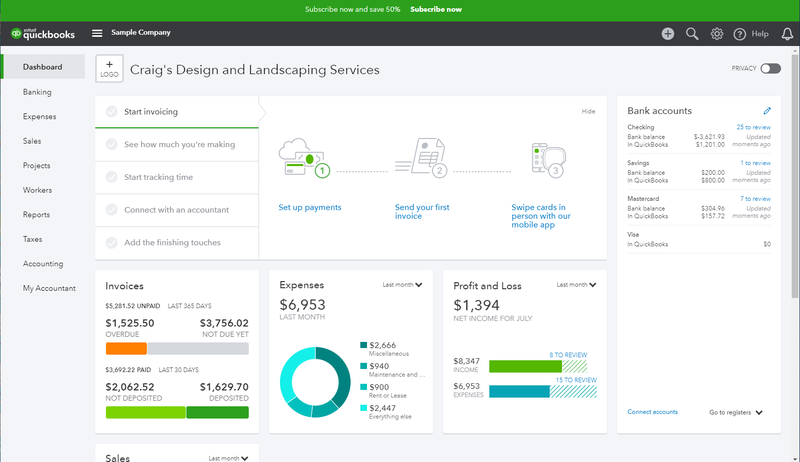 Subscribe now and save 50% Subscribe now
intuit quickbooks Sample Company Help
Dashboard
Banking
Expenses
Sales
Projects
Workers
Reports
Taxes
Accounting
My Accountant
+ LOGO
Craig's Design and Landscaping Services
PRIVACY
Start invoicing
See how much you're making
Start tracking time
Connect with an accountant
Add the finishing touches
Hide
1
Set up payments
2
Send your first
invoice
3
Swipe cards in
person with our
mobile app
Bank accounts
Checking 25 to review
Bank balance $-3,621.93 Updated
In QuickBooks $1,201.00 moments ago
Savings 1 to review
Bank balance $200.00 Updated
In QuickBooks $800.00 moments ago
Mastercard 7 to review
Bank balance $304.96 Updated
In QuickBooks $157.72 moments ago
Visa
In QuickBooks $0
Connect accounts Go to registers
Invoices
$5,281.52 UNPAID LAST 365 DAYS
$1,525.50 $3,756.02
OVERDUE NOT DUE YET
$3,692.22 PAID LAST 30 DAYS
$2,062.52 $1,629.70
NOT DEPOSITED DEPOSITED
Expenses Last month
$6,953
LAST MONTH
$2,666
Miscellaneous
$940
Maintenance and ...
$900
Rent or Lease
$2,447
Everything else
Profit and Loss Last month
$1,394
NET INCOME FOR JULY
8 TO REVIEW
$8,347
INCOME
15 TO REVIEW
$6,953
EXPENSES
Sales Last month